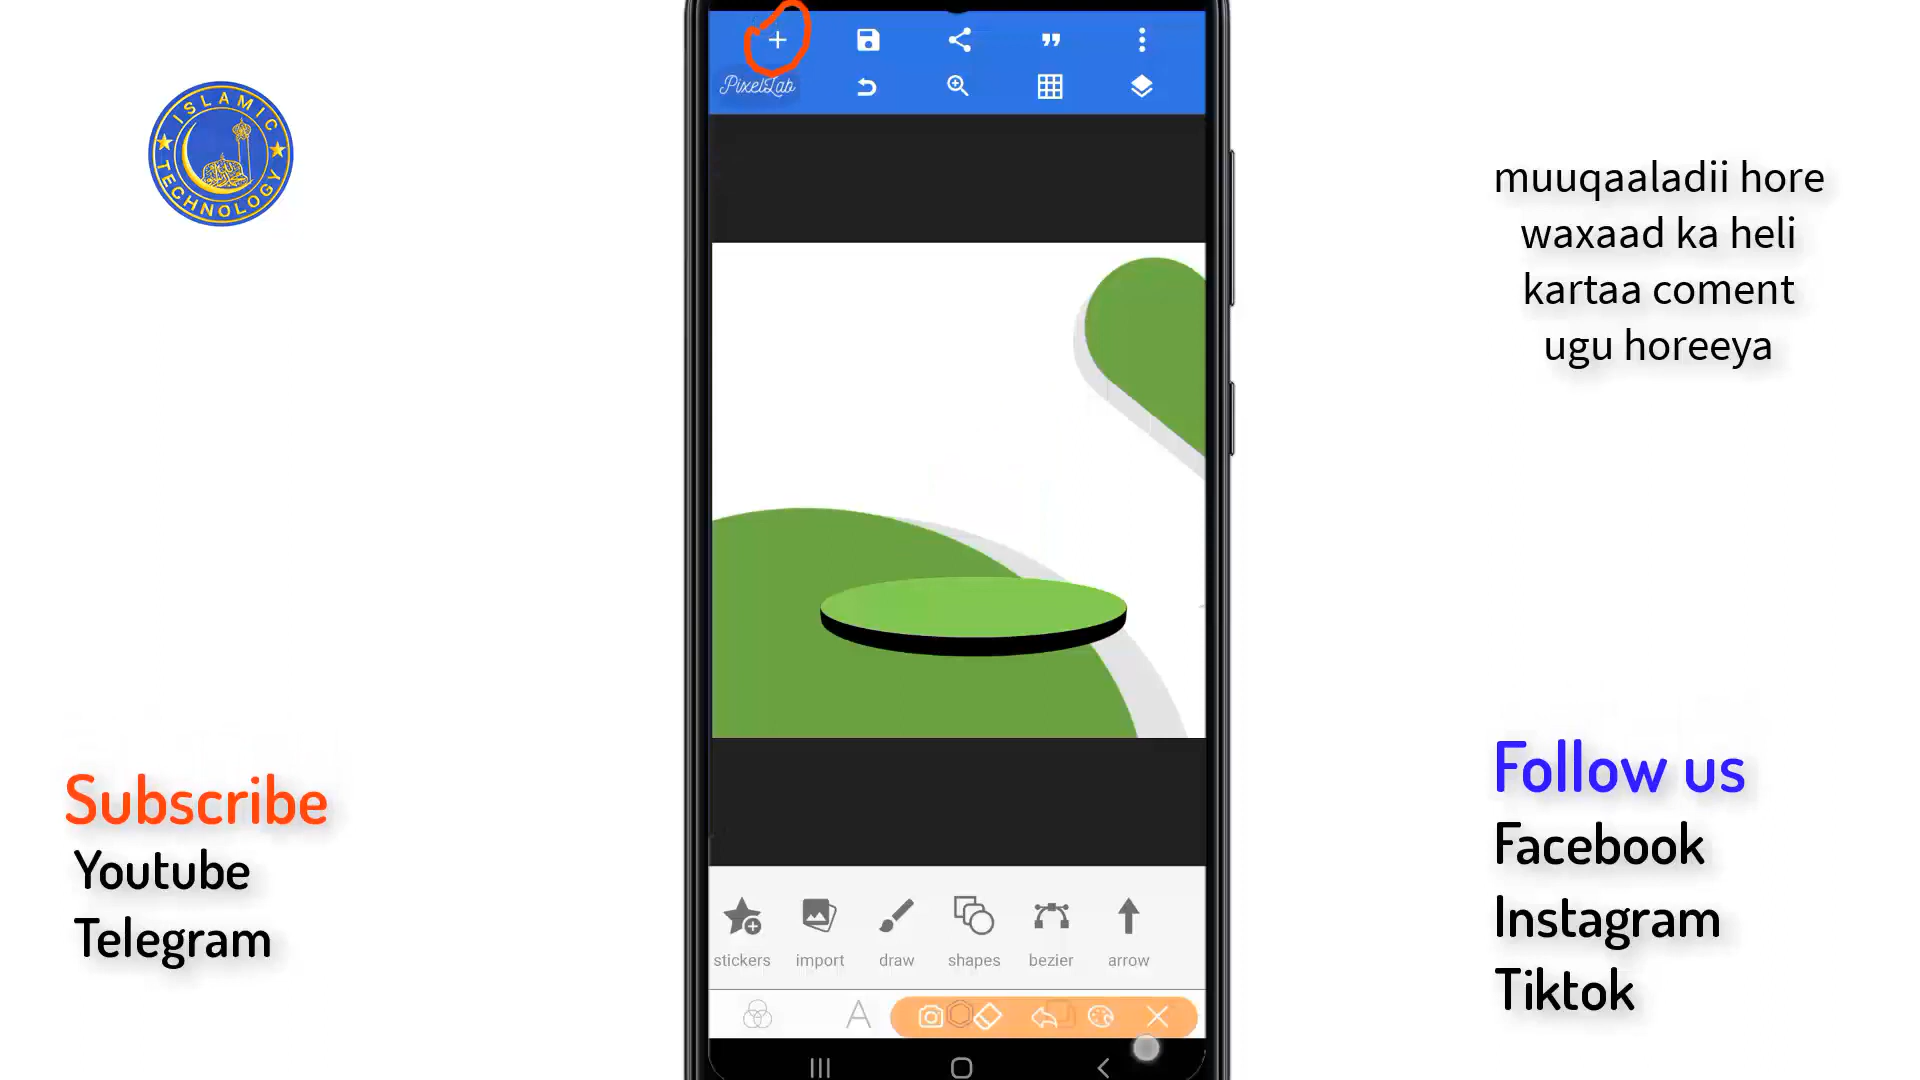 ISLAMIC
TECHNOLOGY
PixelLab
muuqaaladii hore
waxaad ka heli
kartaa coment
ugu horeeya
Subscribe
Youtube
Telegram
Follow us
Facebook
Instagram
Tiktok
stickers
import
draw
shapes
bezier
arrow
A